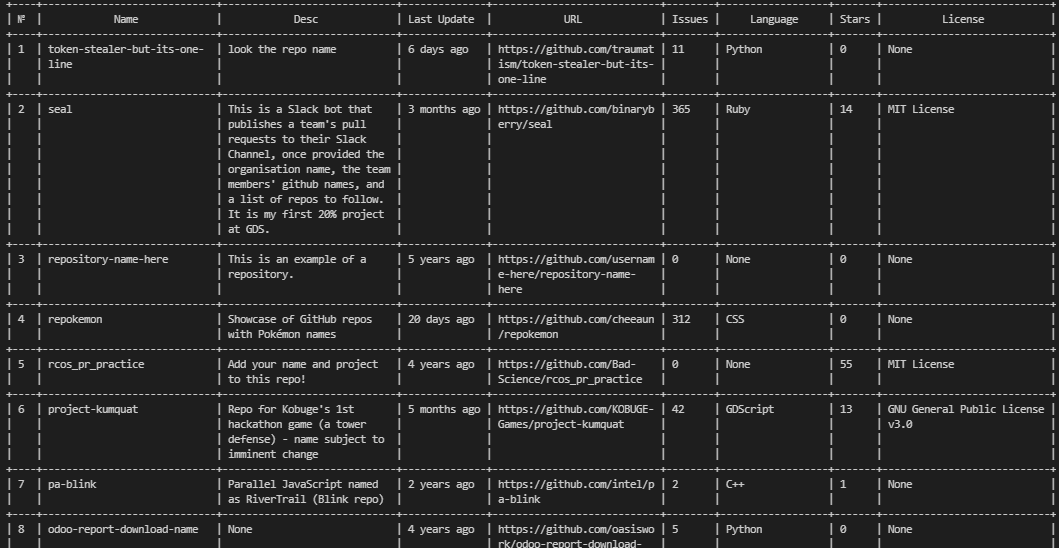 № | Name | Desc | Last Update | URL | Issues | Language | Stars | License
1 | token-stealer-but-its-one- | look the repo name | 6 days ago | https://github.com/traumat | 11 | Python | 0 | None
line | ism/token-stealer-but-its-
one-line
2 | seal | This is a Slack bot that | 3 months ago | https://github.com/binaryb | 365 | Ruby | 14 | MIT License
publishes a team's pull | erry/seal
requests to their Slack
Channel, once provided the
organisation name, the team
members' github names, and
a list of repos to follow.
It is my first 20% project
at GDS.
3 | repository-name-here | This is an example of a | 5 years ago | https://github.com/usernam | 0 | None | 0 | None
repository. | e-here/repository-name-
here
4 | repokemon | Showcase of GitHub repos | 20 days ago | https://github.com/cheeaun | 312 | CSS | 0 | None
with Pokémon names | /repokemon
5 | rcos_pr_practice | Add your name and project | 4 years ago | https://github.com/Bad- | 0 | None | 55 | MIT License
to this repo! | Science/rcos_pr_practice
6 | project-kumquat | Repo for Kobuge's 1st | 5 months ago | https://github.com/KOBUGE- | 42 | GDScript | 13 | GNU General Public License
hackathon game (a tower | Games/project-kumquat | v3.0
defense) - name subject to
imminent change
7 | pa-blink | Parallel JavaScript named | 2 years ago | https://github.com/intel/p | 2 | C++ | 1 | None
as RiverTrail (Blink repo) | a-blink
8 | odoo-report-download-name | None | 4 years ago | https://github.com/oasiswo | 5 | Python | 0 | None
rk/odoo-report-download-